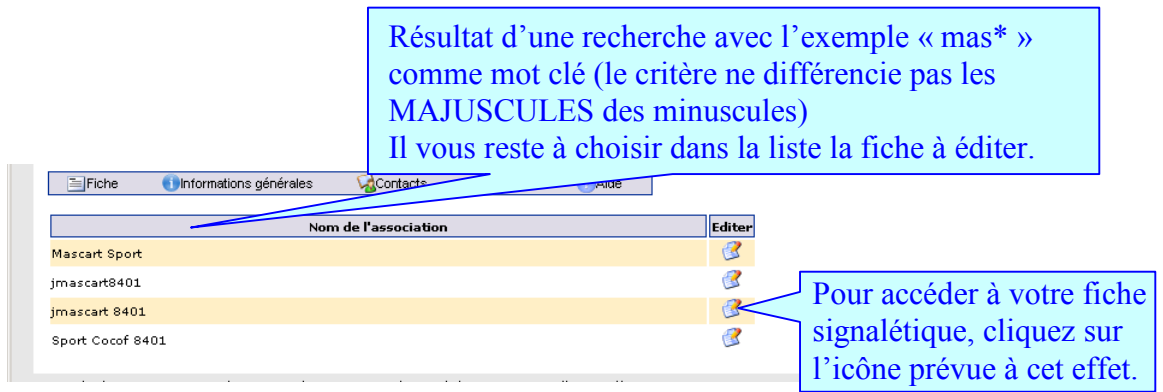 Résultat d’une recherche avec l’exemple « mas* »
comme mot clé (le critère ne différencie pas les
MAJUSCULES des minuscules)
Il vous reste à choisir dans la liste la fiche à éditer.
Fiche Informations générales Contacts Aide
Nom de l'association Editer
Mascart Sport
jmascart8401
jmascart 8401
Sport Cocof 8401
Pour accéder à votre fiche
signalétique, cliquez sur
l’icône prévue à cet effet.